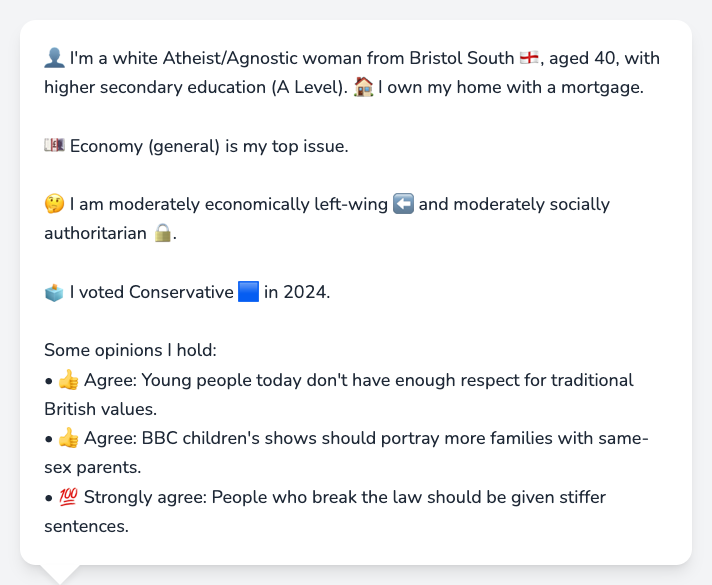 👤 I'm a white Atheist/Agnostic woman from Bristol South 🏴󠁧󠁢󠁥󠁮󠁧󠁿, aged 40, with
higher secondary education (A Level). 🏠 I own my home with a mortgage.
💷 Economy (general) is my top issue.
🤔 I am moderately economically left-wing ⬅️ and moderately socially
authoritarian 🔒.
🗳️ I voted Conservative 🟦 in 2024.
Some opinions I hold:
• 👍 Agree: Young people today don't have enough respect for traditional
British values.
• 👍 Agree: BBC children's shows should portray more families with same-
sex parents.
• 💯 Strongly agree: People who break the law should be given stiffer
sentences.